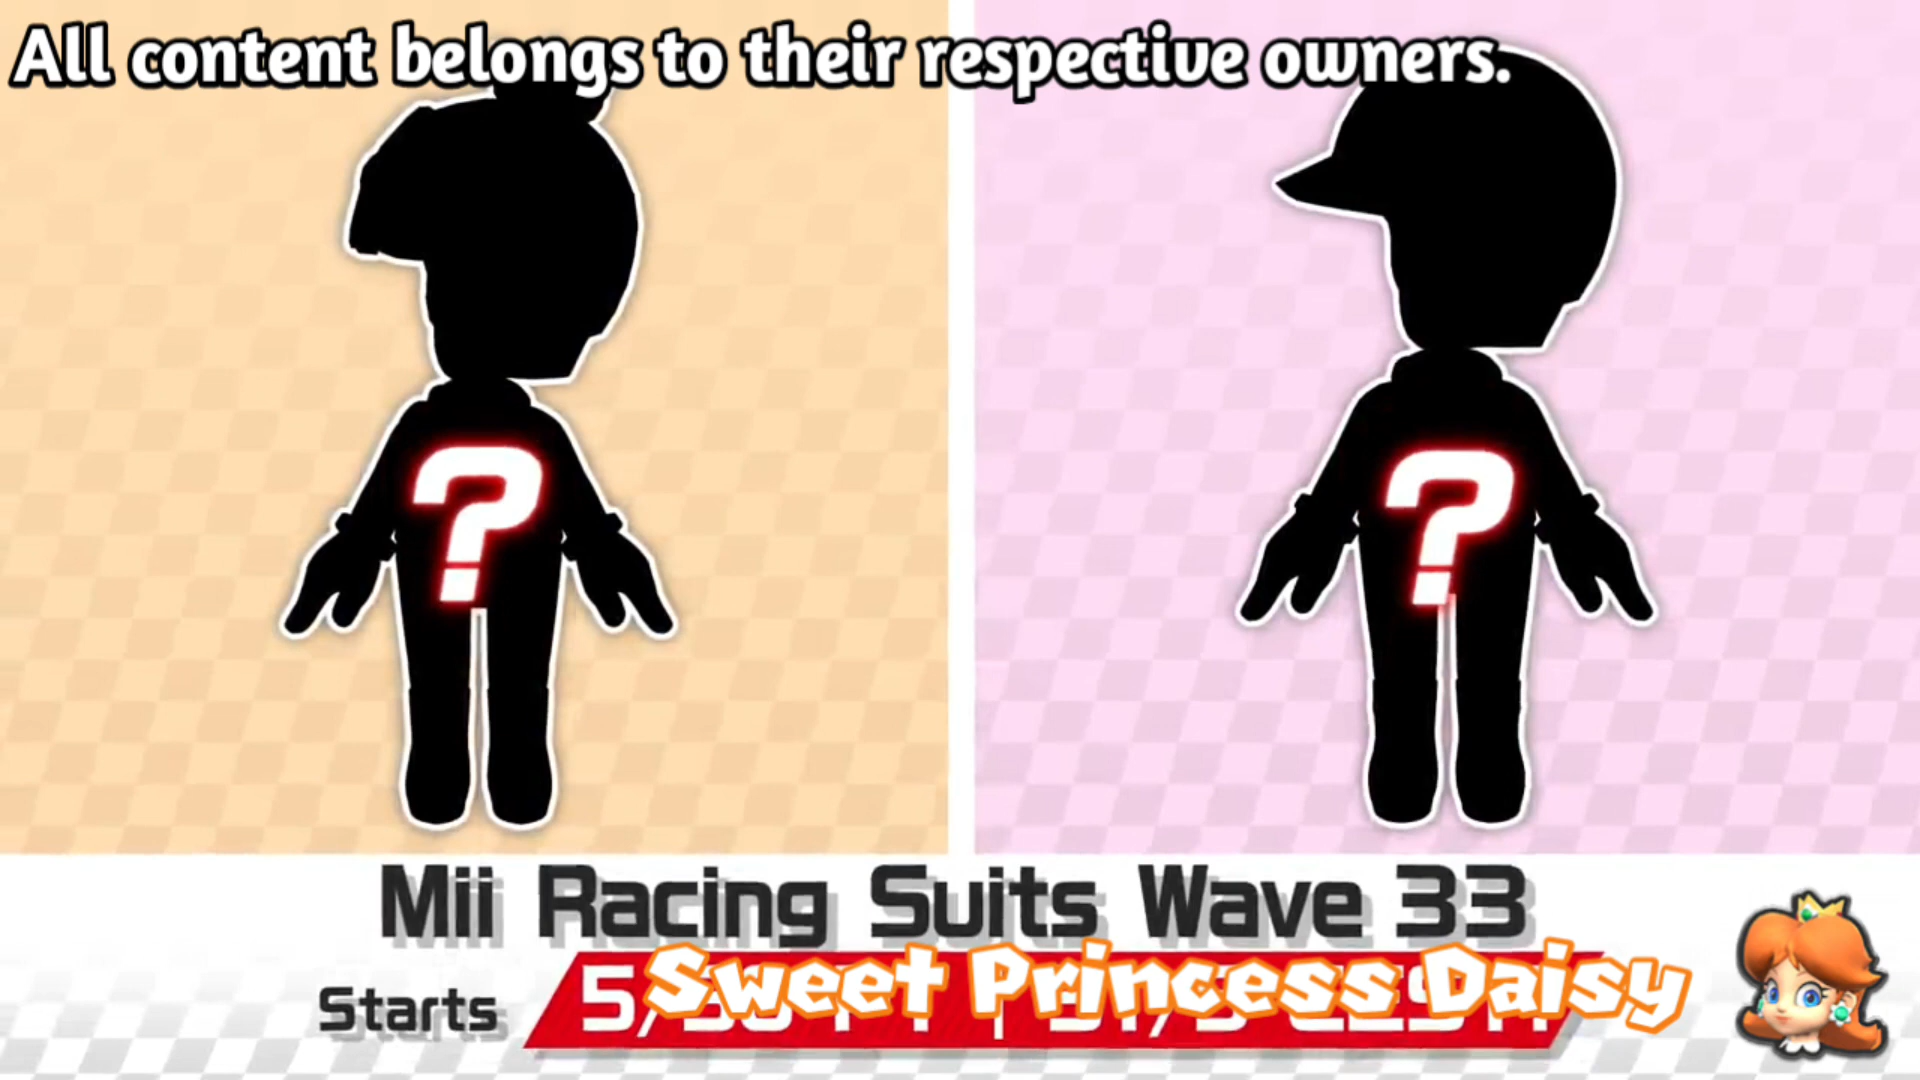 All content belongs to their respective owners.
?
?
Mii Racing Suits Wave 33
Starts
Sweet Princess Daisy